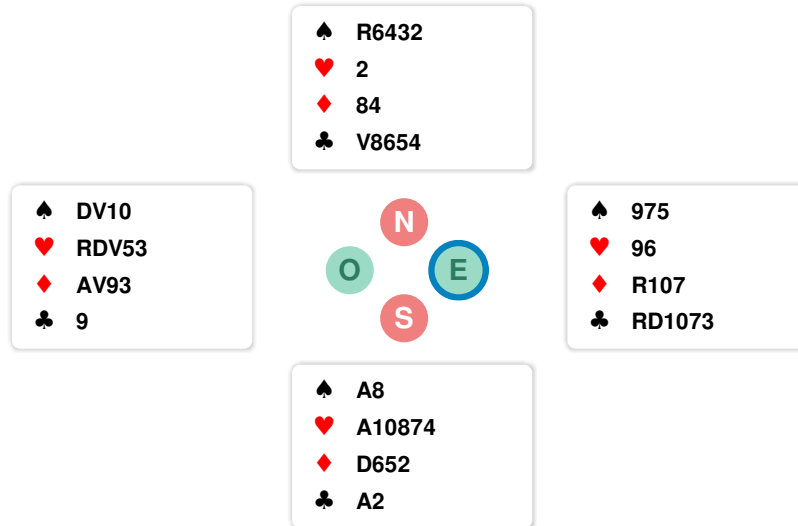 ♠ R6432
♥ 2
♦ 84
♣ V8654
♠ DV10
♥ RDV53
♦ AV93
♣ 9
N
O
E
S
♠ 975
♥ 96
♦ R107
♣ RD1073
♠ A8
♥ A10874
♦ D652
♣ A2